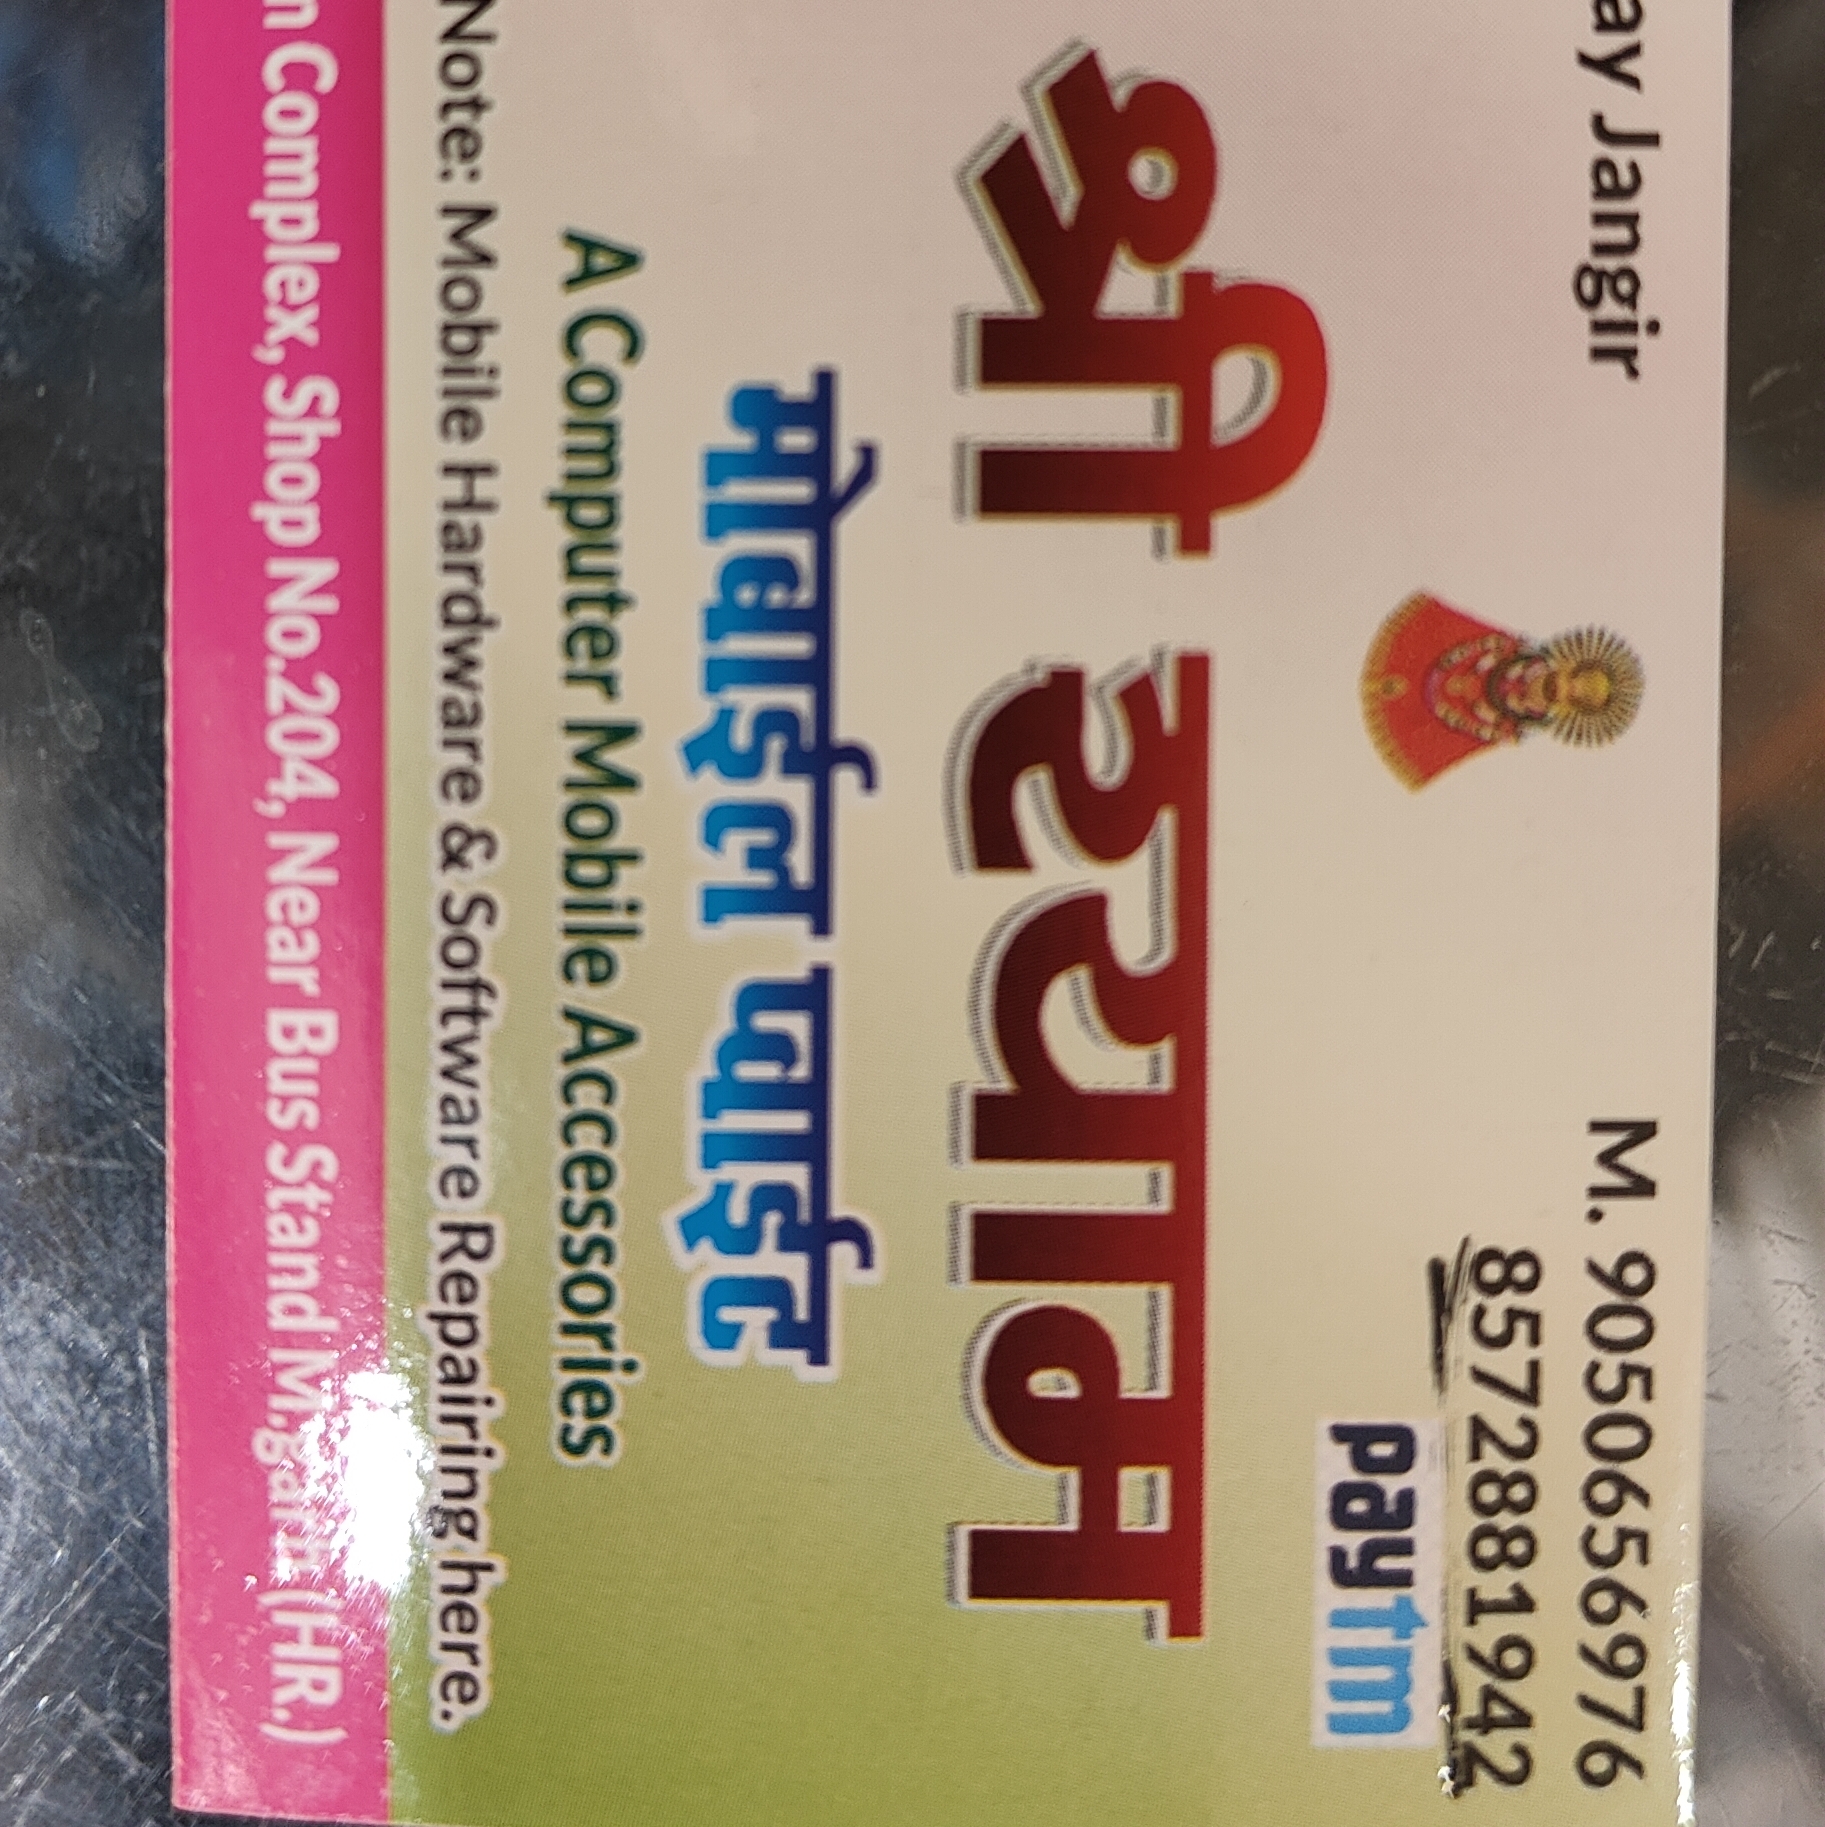 ay Jangir
M. 9050656976
8572881942
paytm
श्री श्याम
मोबाईल प्वाईंट
A Computer Mobile Accessories
Note: Mobile Hardware & Software Repairing here.
n Complex, Shop No.204, Near Bus Stand M.garh (HR.)